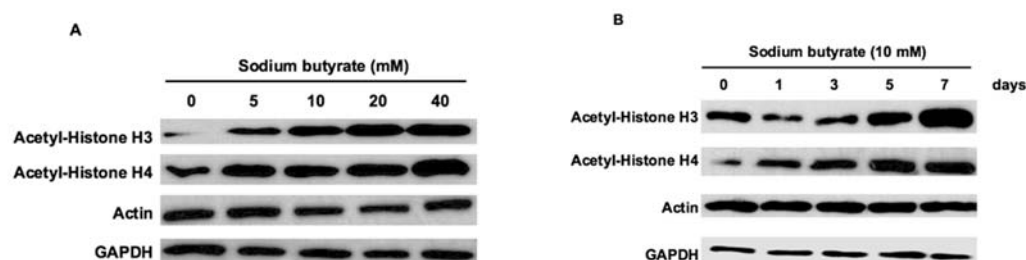 A
Sodium butyrate (mM)
0 5 10 20 40
Acetyl-Histone H3
Acetyl-Histone H4
Actin
GAPDH
B
Sodium butyrate (10 mM)
0 1 3 5 7 days
Acetyl-Histone H3
Acetyl-Histone H4
Actin
GAPDH